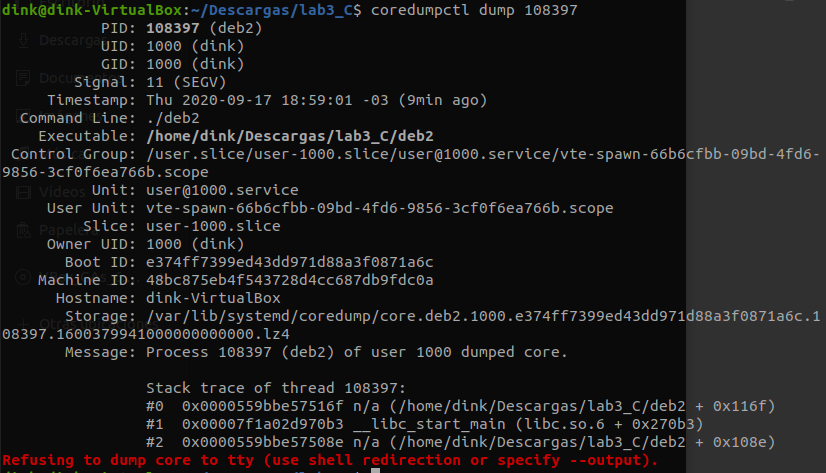 dink@dink-VirtualBox:~/Descargas/lab3_C$ coredumpctl dump 108397
PID: 108397 (deb2)
UID: 1000 (dink)
GID: 1000 (dink)
Signal: 11 (SEGV)
Timestamp: Thu 2020-09-17 18:59:01 -03 (9min ago)
Command Line: ./deb2
Executable: /home/dink/Descargas/lab3_C/deb2
Control Group: /user.slice/user-1000.slice/user@1000.service/vte-spawn-66b6cfbb-09bd-4fd6-
9856-3cf0f6ea766b.scope
Unit: user@1000.service
User Unit: vte-spawn-66b6cfbb-09bd-4fd6-9856-3cf0f6ea766b.scope
Slice: user-1000.slice
Owner UID: 1000 (dink)
Boot ID: e374ff7399ed43dd971d88a3f0871a6c
Machine ID: 48bc875eb4f543728d4cc687db9fdc0a
Hostname: dink-VirtualBox
Storage: /var/lib/systemd/coredump/core.deb2.1000.e374ff7399ed43dd971d88a3f0871a6c.1
08397.1600379941000000000000.lz4
Message: Process 108397 (deb2) of user 1000 dumped core.
Stack trace of thread 108397:
#0 0x0000559bbe57516f n/a (/home/dink/Descargas/lab3_C/deb2 + 0x116f)
#1 0x00007f1a02d970b3 __libc_start_main (libc.so.6 + 0x270b3)
#2 0x0000559bbe57508e n/a (/home/dink/Descargas/lab3_C/deb2 + 0x108e)
Refusing to dump core to tty (use shell redirection or specify --output).